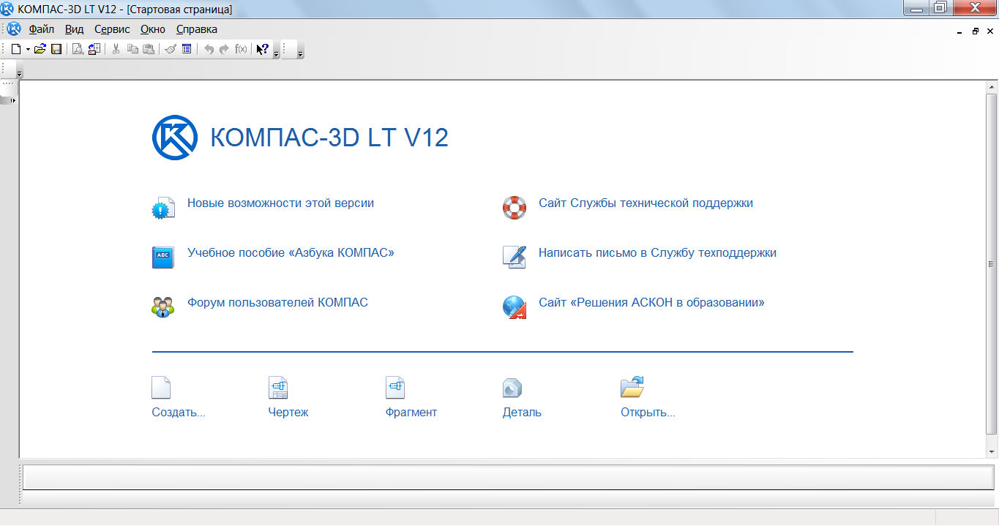 КОМПАС-3D LT V12 - [Стартовая страница]
Файл Вид Сервис Окно Справка
f(x)
КОМПАС-3D LT V12
Новые возможности этой версии
Сайт Службы технической поддержки
ABC
Учебное пособие «Азбука КОМПАС»
Написать письмо в Службу техподдержки
Форум пользователей КОМПАС
Сайт «Решения АСКОН в образовании»
Создать... Чертеж Фрагмент Деталь Открыть...